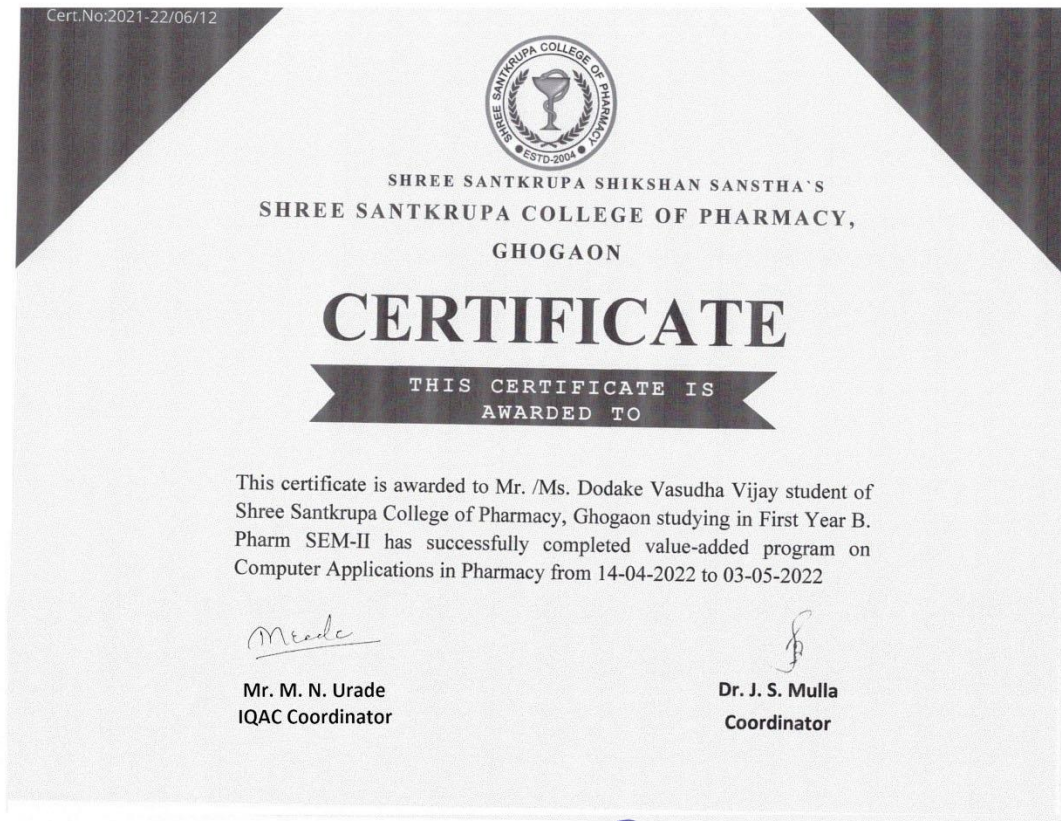 Cert.No:2021-22/06/12
SHREE SANTKRUPA COLLEGE OF PHARMACY
ESTD-2004
SHREE SANTKRUPA SHIKSHAN SANSTHA`S
SHREE SANTKRUPA COLLEGE OF PHARMACY,
GHOGAON
CERTIFICATE
THIS CERTIFICATE IS
AWARDED TO
This certificate is awarded to Mr. /Ms. Dodake Vasudha Vijay student of
Shree Santkrupa College of Pharmacy, Ghogaon studying in First Year B.
Pharm SEM-II has successfully completed value-added program on
Computer Applications in Pharmacy from 14-04-2022 to 03-05-2022
Mr. M. N. Urade
IQAC Coordinator
Dr. J. S. Mulla
Coordinator